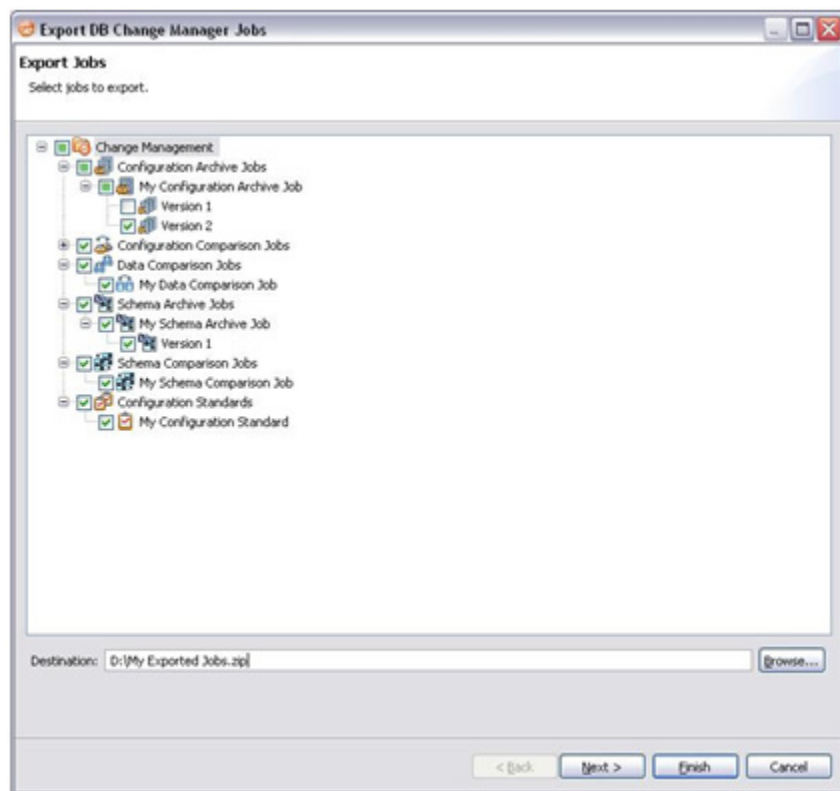 Export DB Change Manager Jobs
Export Jobs
Select jobs to export.
Change Management
Configuration Archive Jobs
My Configuration Archive Job
Version 1
Version 2
Configuration Comparison Jobs
Data Comparison Jobs
My Data Comparison Job
Schema Archive Jobs
My Schema Archive Job
Version 1
Schema Comparison Jobs
My Schema Comparison Job
Configuration Standards
My Configuration Standard
Destination: D:\My Exported Jobs.zip
Browse...
< Back Next > Finish Cancel